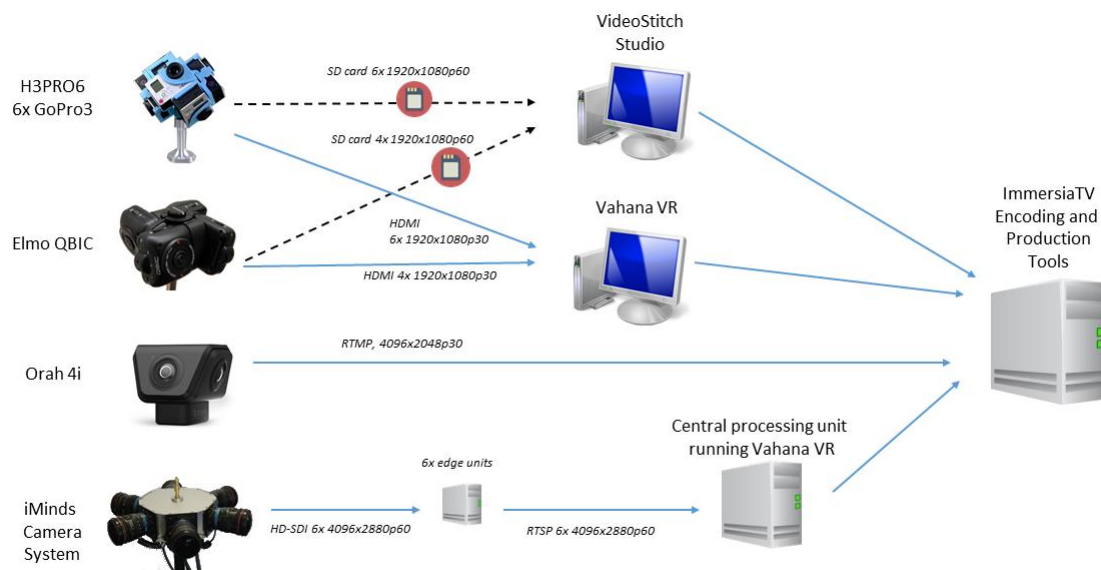 VideoStitch
Studio
H3PRO6
6x GoPro3
SD card 6x 1920x1080p60
SD card 4x 1920x1080p60
ImmersiaTV
Encoding and
Production
Tools
Vahana VR
HDMI
6x 1920x1080p30
Elmo QBIC
HDMI 4x 1920x1080p30
RTMP, 4096x2048p30
Orah 4i
Central processing unit
running Vahana VR
6x edge units
iMinds
Camera
System
HD-SDI 6x 4096x2880p60
RTSP 6x 4096x2880p60